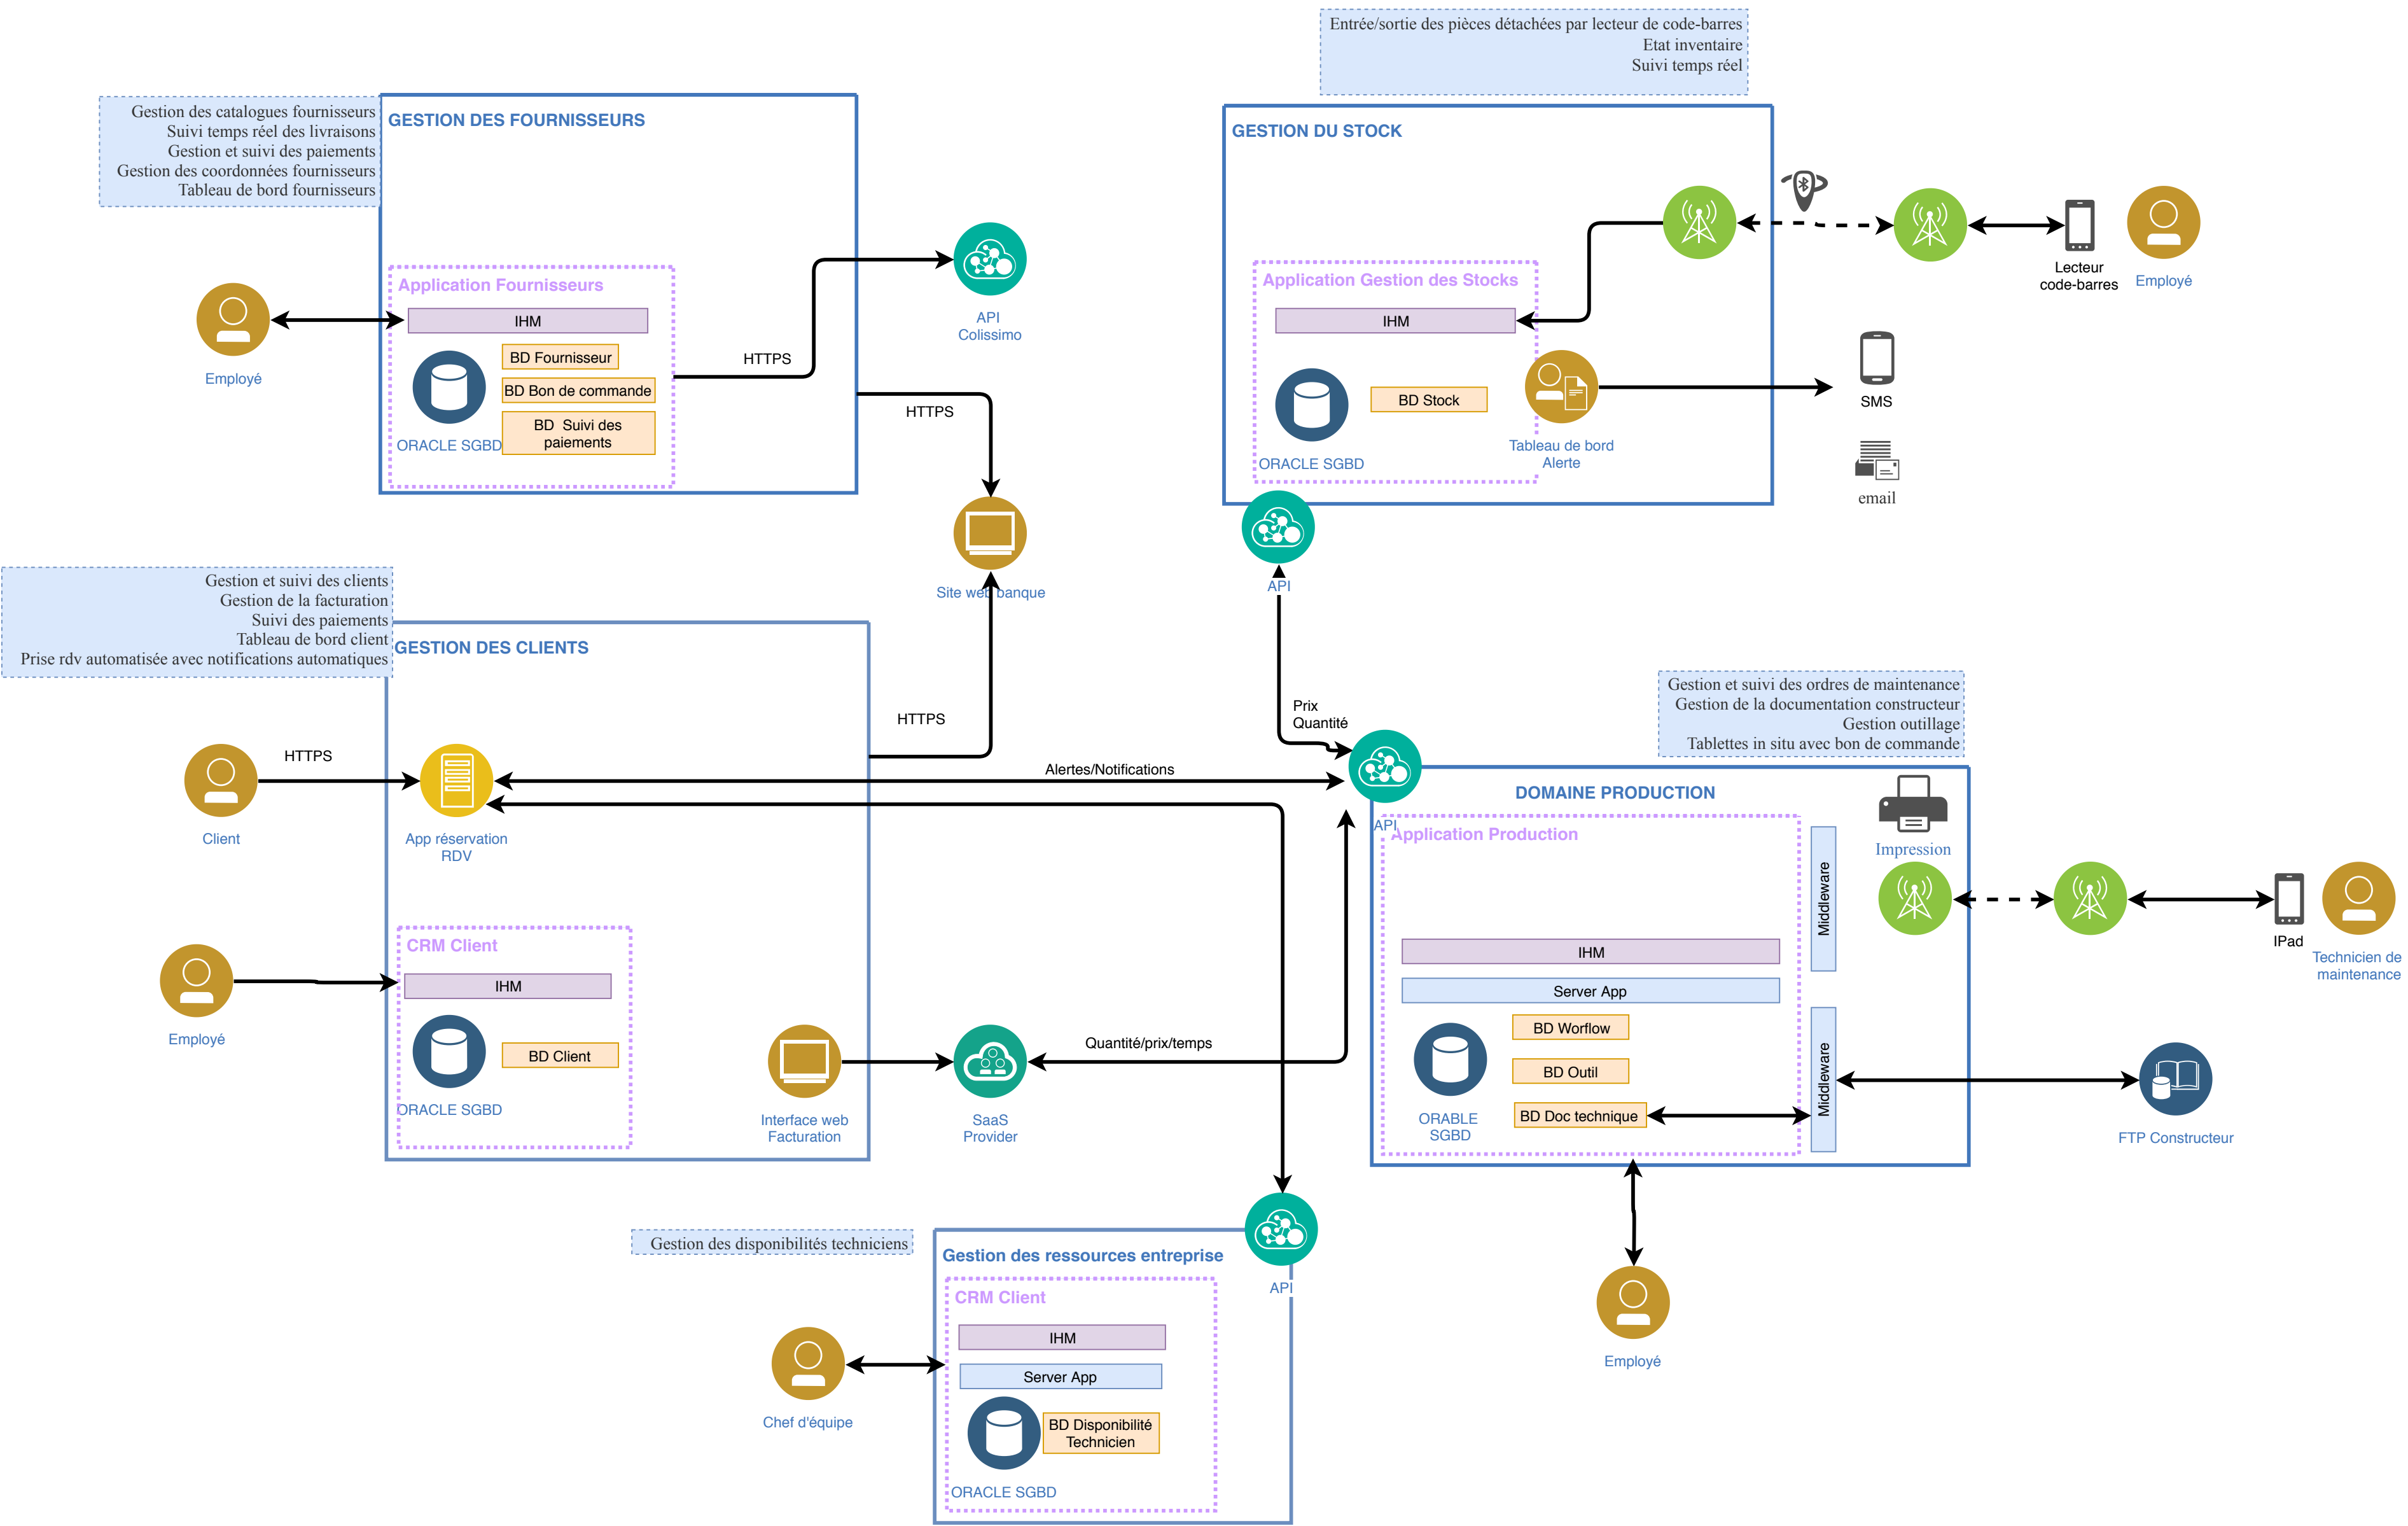 Entrée/sortie des pièces détachées par lecteur de code-barres
Etat inventaire
Suivi temps réel
Gestion des catalogues fournisseurs
Suivi temps réel des livraisons
Gestion et suivi des paiements
Gestion des coordonnées fournisseurs
Tableau de bord fournisseurs
GESTION DES FOURNISSEURS
Application Fournisseurs
IHM
BD Fournisseur
BD Bon de commande
BD Suivi des
paiements
ORACLE SGBD
Employé
HTTPS
API
Colissimo
HTTPS
Site web banque
GESTION DU STOCK
Application Gestion des Stocks
IHM
BD Stock
ORACLE SGBD
Tableau de bord
Alerte
Lecteur
code-barres
Employé
SMS
email
API
Prix
Quantité
Gestion et suivi des clients
Gestion de la facturation
Suivi des paiements
Tableau de bord client
Prise rdv automatisée avec notifications automatiques
GESTION DES CLIENTS
HTTPS
HTTPS
Client
App réservation
RDV
Alertes/Notifications
CRM Client
IHM
BD Client
ORACLE SGBD
Employé
Interface web
Facturation
SaaS
Provider
Quantité/prix/temps
Gestion et suivi des ordres de maintenance
Gestion de la documentation constructeur
Gestion outillage
Tablettes in situ avec bon de commande
DOMAINE PRODUCTION
API
Application Production
Impression
Middleware
IHM
Server App
BD Worflow
BD Outil
BD Doc technique
ORABLE
SGBD
Middleware
IPad
Technicien de
maintenance
FTP Constructeur
Employé
Gestion des disponibilités techniciens
Gestion des ressources entreprise
API
CRM Client
IHM
Server App
BD Disponibilité
Technicien
ORACLE SGBD
Chef d'équipe